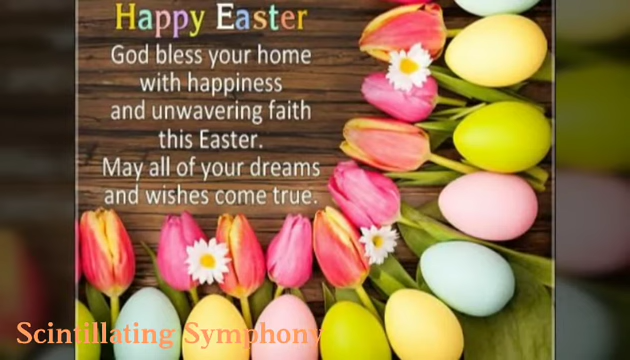 Happy Easter
God bless your home
with happiness
and unwavering faith
this Easter.
May all of your dreams
and wishes come true.
Scintillating Symphony